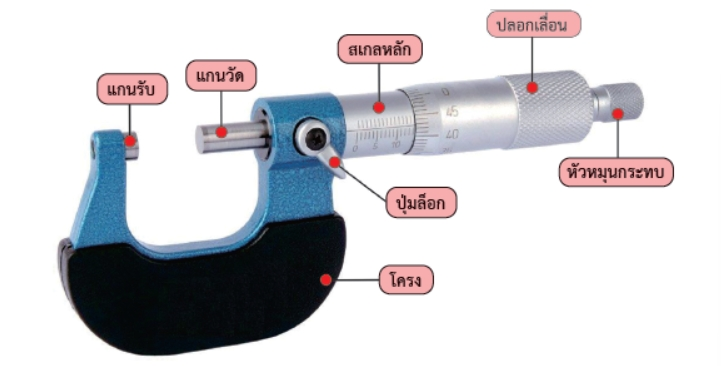 ปลอกเลื่อน
สเกลหลัก
แกนวัด
แกนรับ
0
45
40
0 5 10
หัวหมุนกระทบ
ปุ่มล็อก
โครง